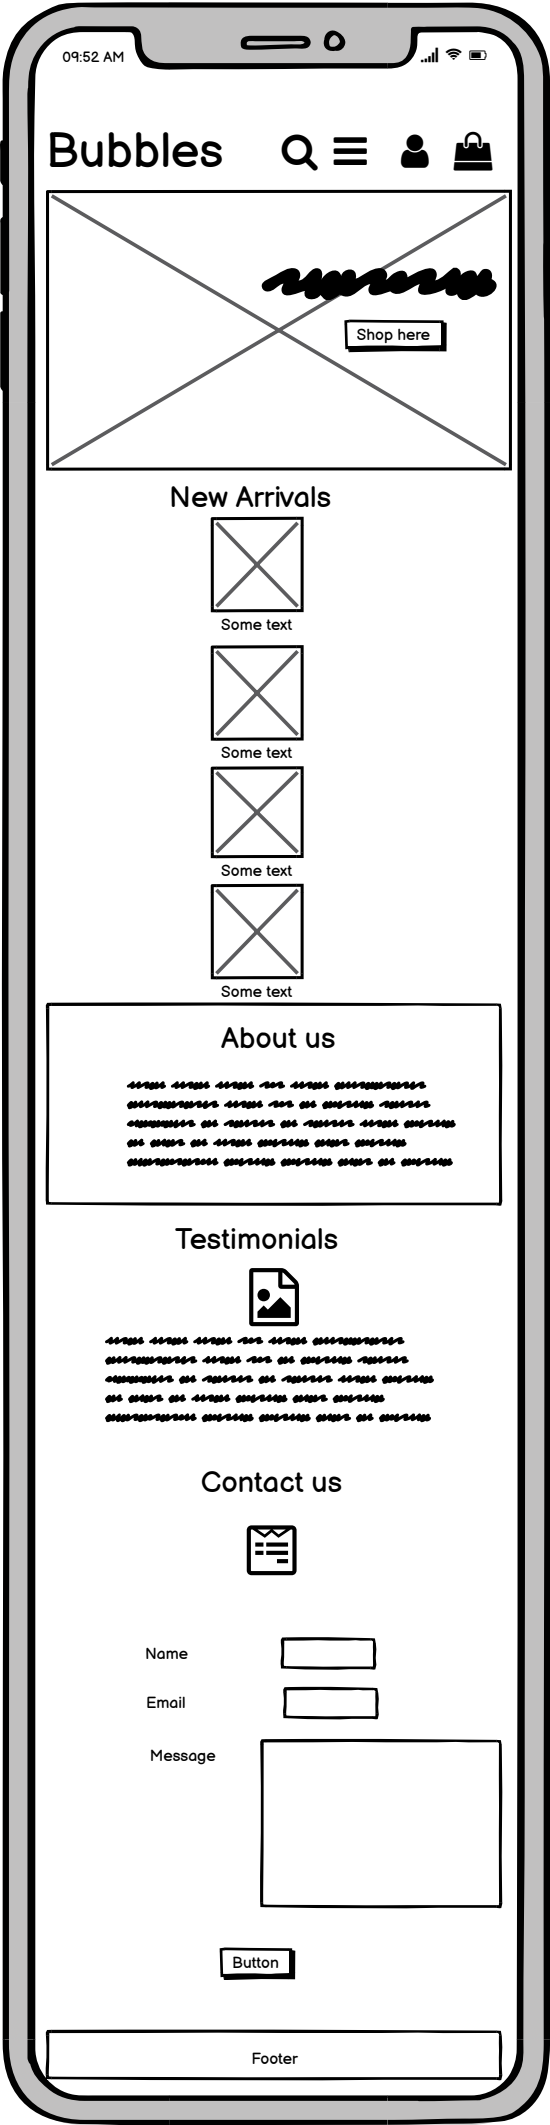 09:52 AM
Bubbles
Shop here
New Arrivals
Some text
Some text
Some text
Some text
About us
Testimonials
Contact us
Name
Email
Message
Button
Footer